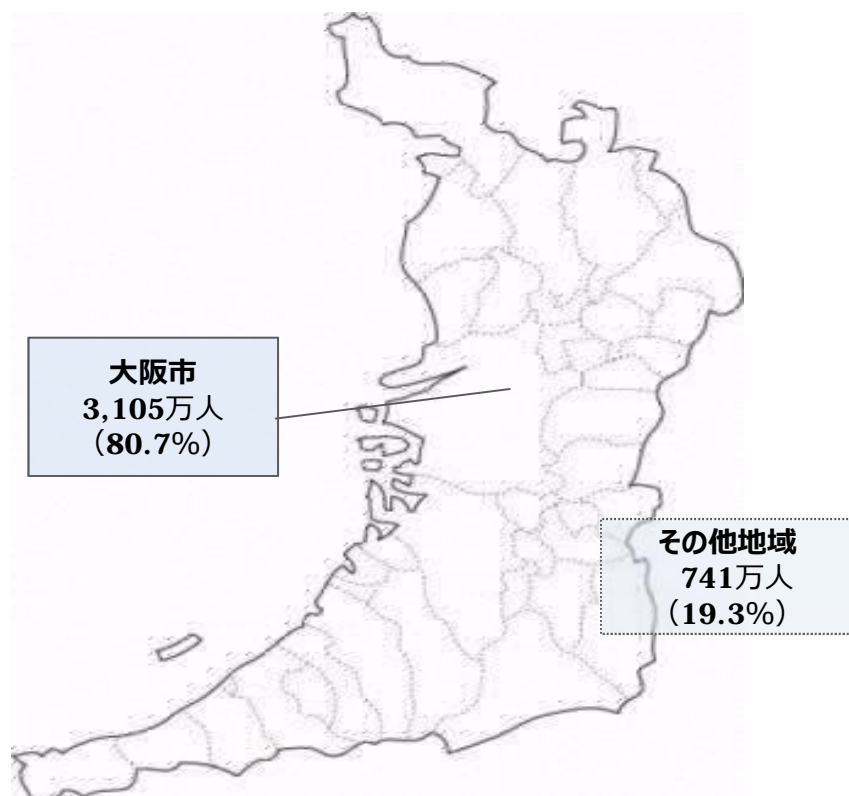 大阪市
3,105万人
（80.7%）
その他地域
741万人
（19.3%）